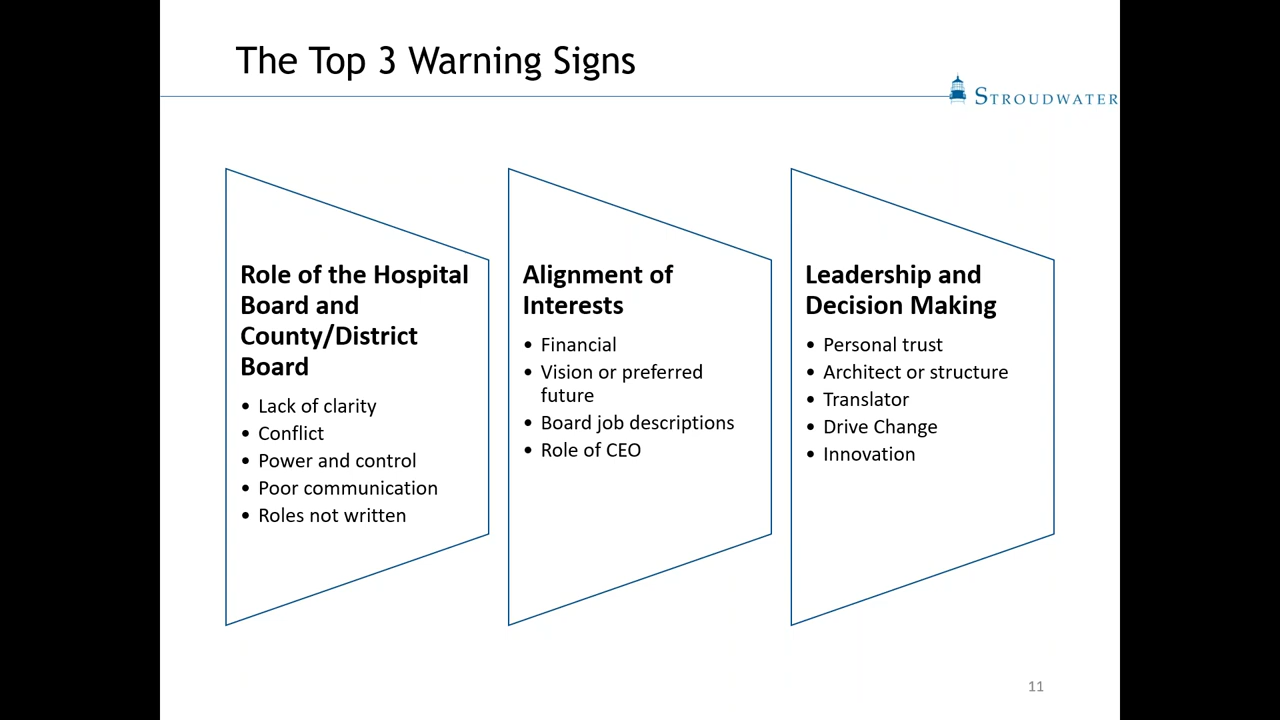 The Top 3 Warning Signs
STROUDWATER
Role of the Hospital
Board and
County/District
Board
• Lack of clarity
• Conflict
• Power and control
• Poor communication
• Roles not written
Alignment of
Interests
• Financial
• Vision or preferred
future
• Board job descriptions
• Role of CEO
Leadership and
Decision Making
• Personal trust
• Architect or structure
• Translator
• Drive Change
• Innovation
11